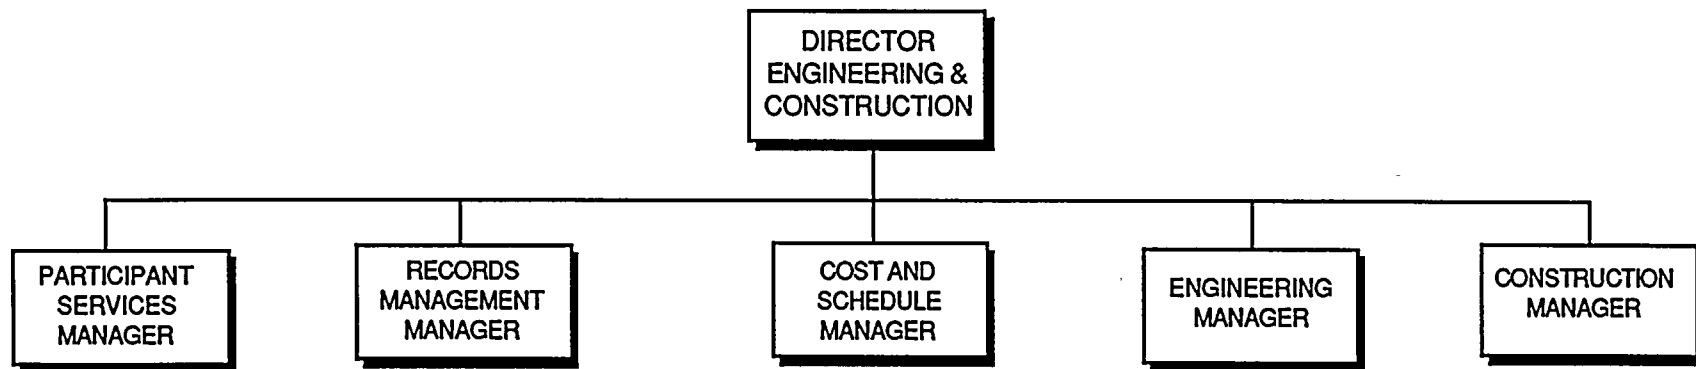 DIRECTOR
ENGINEERING &
CONSTRUCTION
PARTICIPANT
SERVICES
MANAGER
RECORDS
MANAGEMENT
MANAGER
COST AND
SCHEDULE
MANAGER
ENGINEERING
MANAGER
CONSTRUCTION
MANAGER